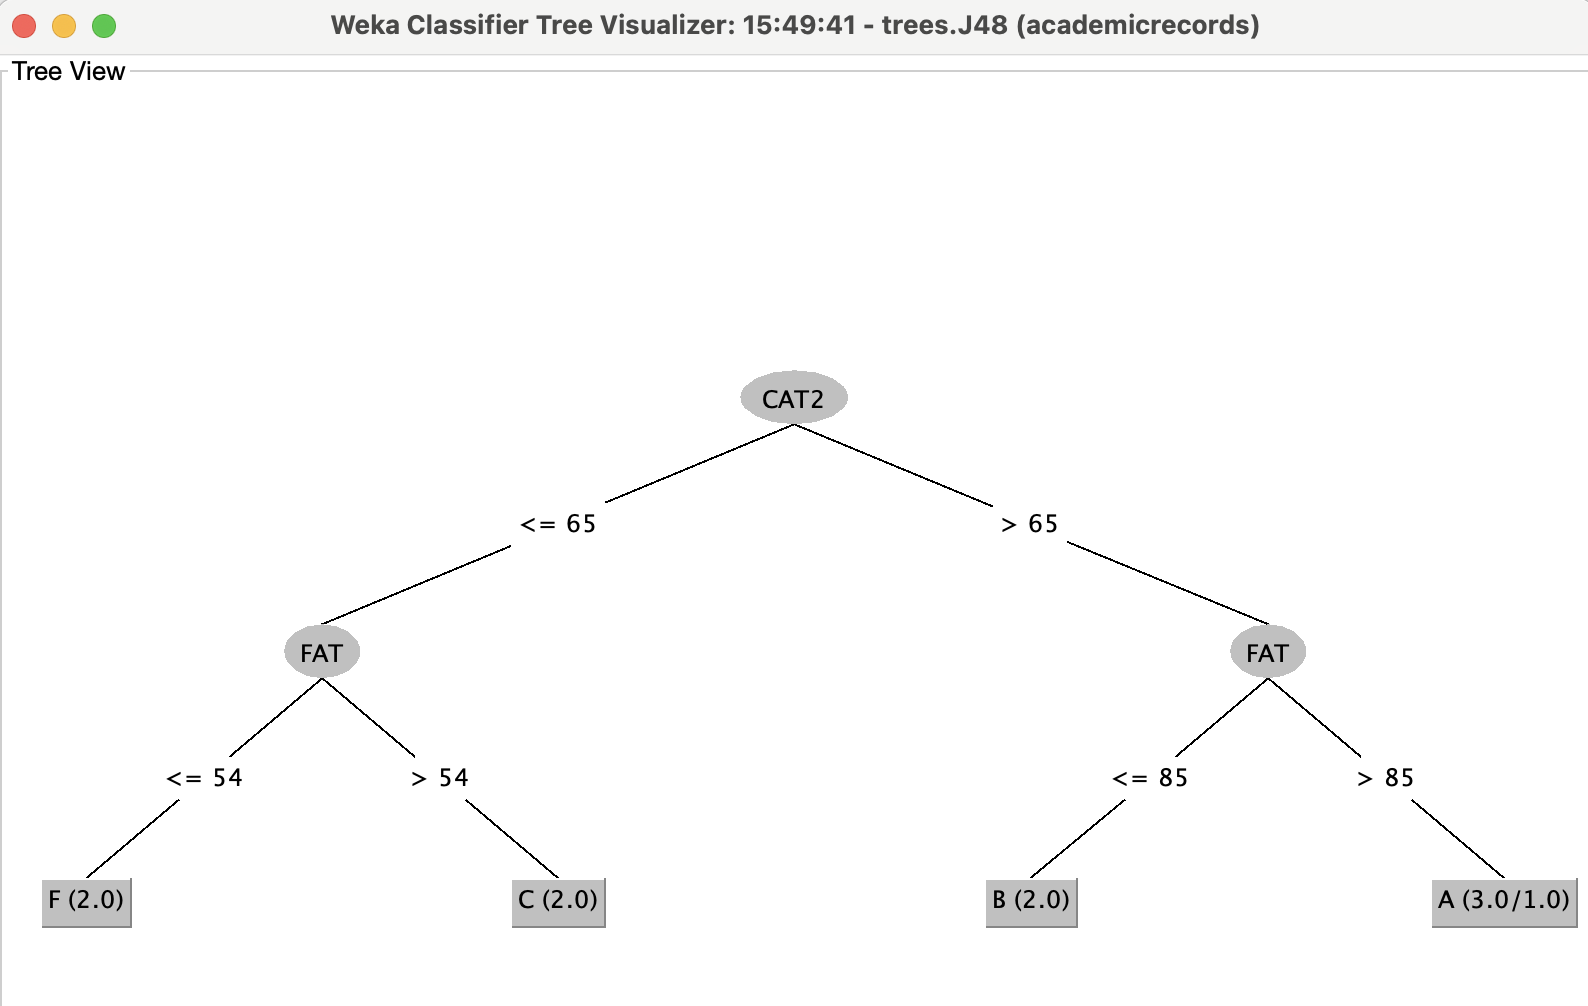 Weka Classifier Tree Visualizer: 15:49:41 - trees.J48 (academicrecords)
Tree View
CAT2
<= 65
> 65
FAT
FAT
<= 54
> 54
<= 85
> 85
F (2.0)
C (2.0)
B (2.0)
A (3.0/1.0)